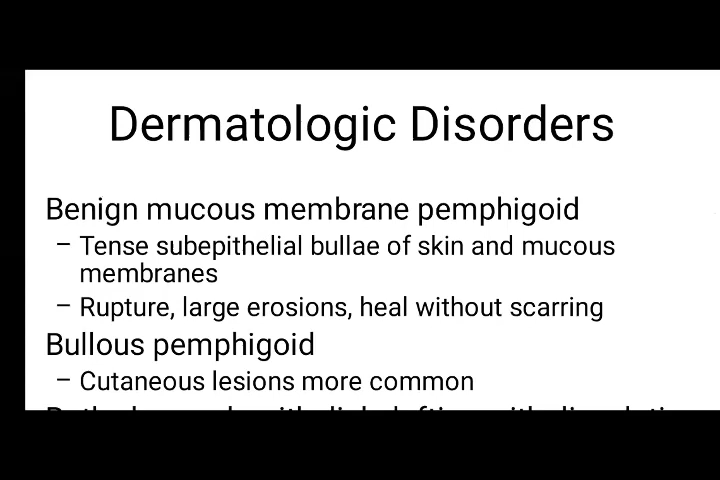 Dermatologic Disorders
Benign mucous membrane pemphigoid
– Tense subepithelial bullae of skin and mucous
membranes
– Rupture, large erosions, heal without scarring
Bullous pemphigoid
– Cutaneous lesions more common